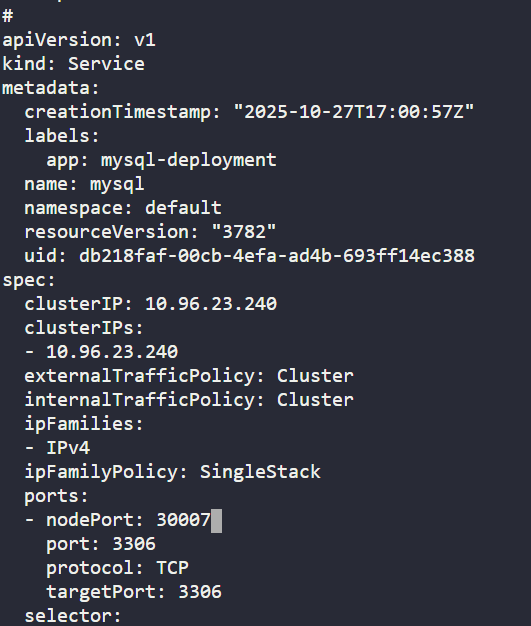 #
apiVersion: v1
kind: Service
metadata:
  creationTimestamp: "2025-10-27T17:00:57Z"
  labels:
    app: mysql-deployment
  name: mysql
  namespace: default
  resourceVersion: "3782"
  uid: db218faf-00cb-4efa-ad4b-693ff14ec388
spec:
  clusterIP: 10.96.23.240
  clusterIPs:
  - 10.96.23.240
  externalTrafficPolicy: Cluster
  internalTrafficPolicy: Cluster
  ipFamilies:
  - IPv4
  ipFamilyPolicy: SingleStack
  ports:
  - nodePort: 30007
    port: 3306
    protocol: TCP
    targetPort: 3306
  selector: